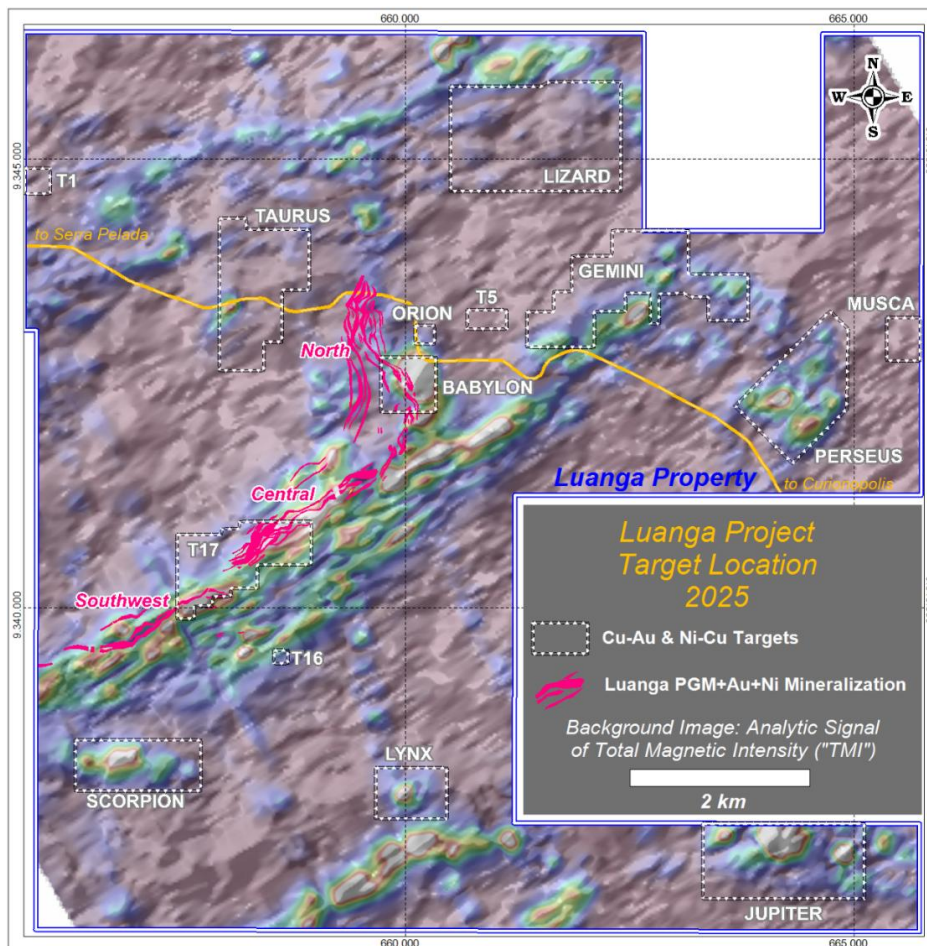 660 000
665 000
N
W E
S
9 345 000
LIZARD
T1
TAURUS
to Serra Pelada
GEMINI
T5
MUSCA
ORION
North
BABYLON
PERSEUS
Luanga Property
to Curionopolis
Central
T17
Southwest
9 340 000
T16
Luanga Project
Target Location
2025
Cu-Au & Ni-Cu Targets
Luanga PGM+Au+Ni Mineralization
Background Image: Analytic Signal
of Total Magnetic Intensity ("TMI")
2 km
LYNX
SCORPION
JUPITER
660 000
665 000